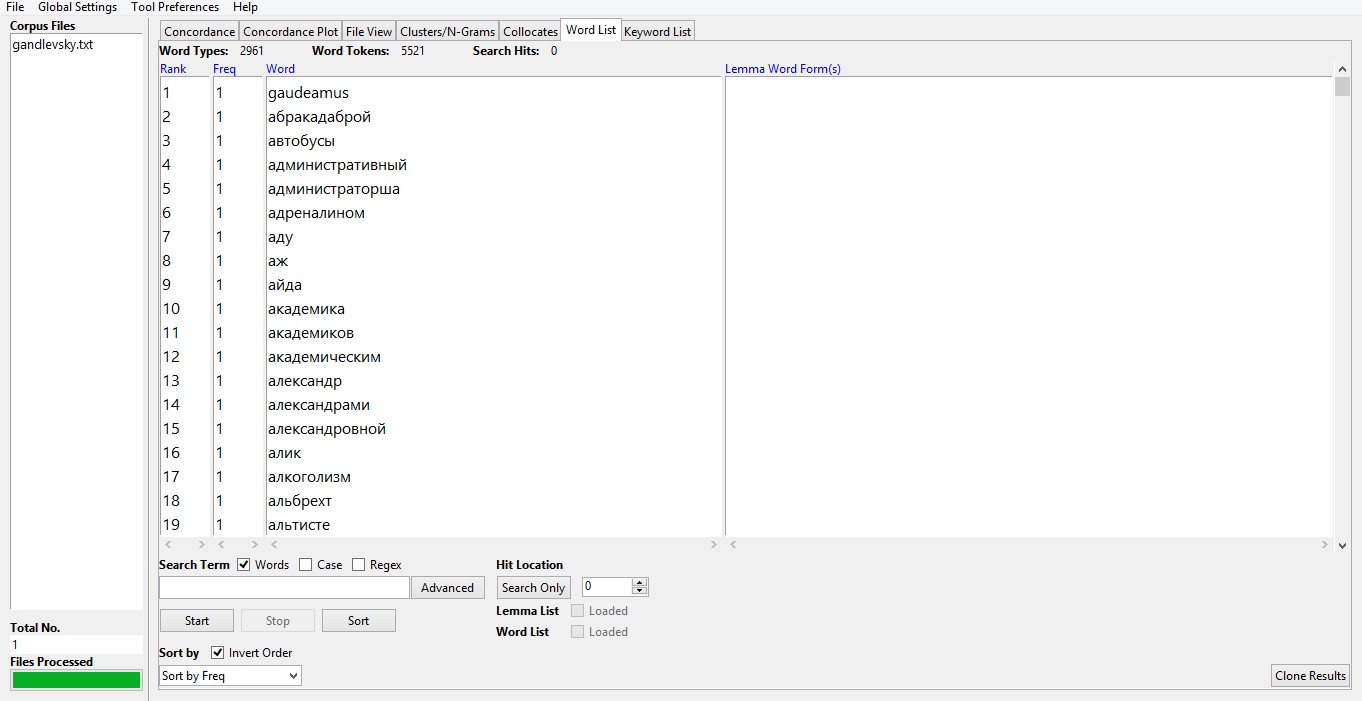 File Global Settings Tool Preferences Help
Corpus Files
gandlevsky.txt
Total No.
1
Files Processed
Concordance Concordance Plot File View Clusters/N-Grams Collocates Word List Keyword List
Word Types: 2961 Word Tokens: 5521 Search Hits: 0
Rank Freq Word Lemma Word Form(s)
1 1 gaudeamus
2 1 абракадаброй
3 1 автобусы
4 1 административный
5 1 администраторша
6 1 адреналином
7 1 аду
8 1 аж
9 1 айда
10 1 академика
11 1 академиков
12 1 академическим
13 1 александр
14 1 александрами
15 1 александровной
16 1 алик
17 1 алкоголизм
18 1 альбрехт
19 1 альтисте
Search Term Words Case Regex Hit Location
Advanced Search Only 0
Lemma List Loaded
Start Stop Sort
Word List Loaded
Sort by Invert Order
Sort by Freq
Clone Results